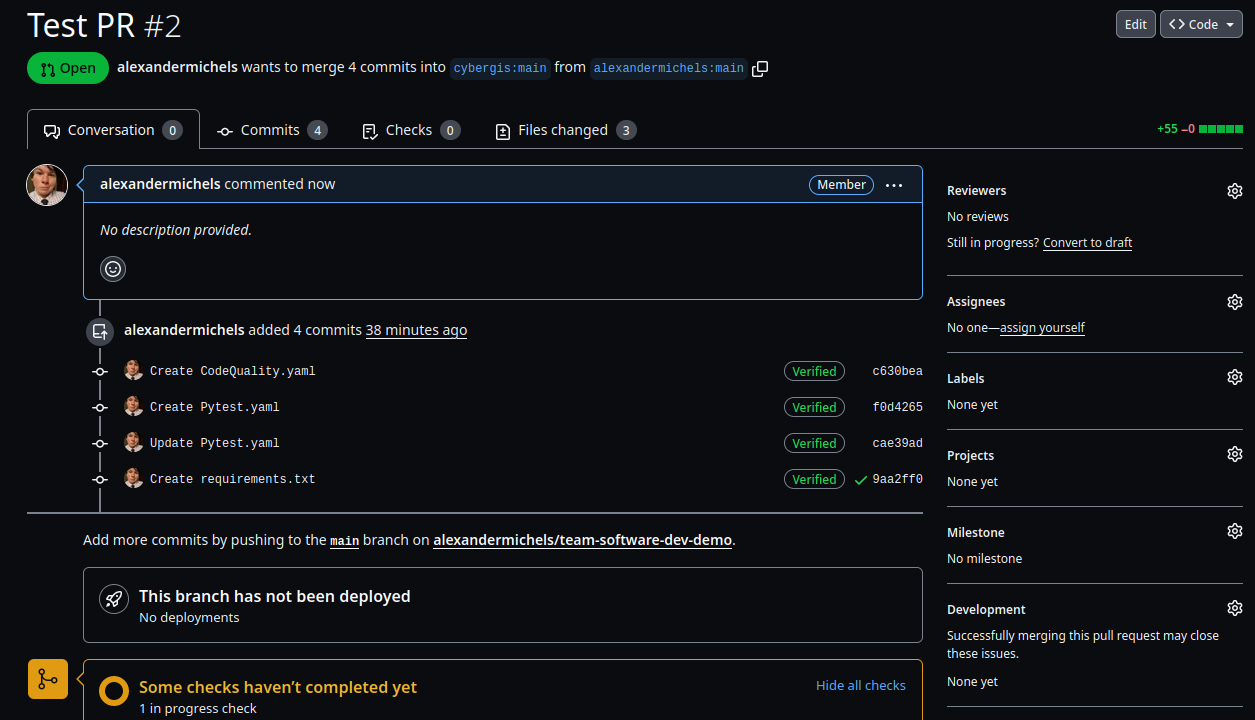 Test PR #2
Edit
Code
Open
alexandermichels wants to merge 4 commits into cybergis:main from alexandermichels:main
Conversation 0
Commits 4
Checks 0
Files changed 3
+55 −0
alexandermichels commented now
Member
No description provided.
alexandermichels added 4 commits 38 minutes ago
Create CodeQuality.yaml Verified c630bea
Create Pytest.yaml Verified f0d4265
Update Pytest.yaml Verified cae39ad
Create requirements.txt Verified 9aa2ff0
Add more commits by pushing to the main branch on alexandermichels/team-software-dev-demo.
This branch has not been deployed
No deployments
Some checks haven’t completed yet
Hide all checks
1 in progress check
Reviewers
No reviews
Still in progress? Convert to draft
Assignees
No one—assign yourself
Labels
None yet
Projects
None yet
Milestone
No milestone
Development
Successfully merging this pull request may close
these issues.
None yet